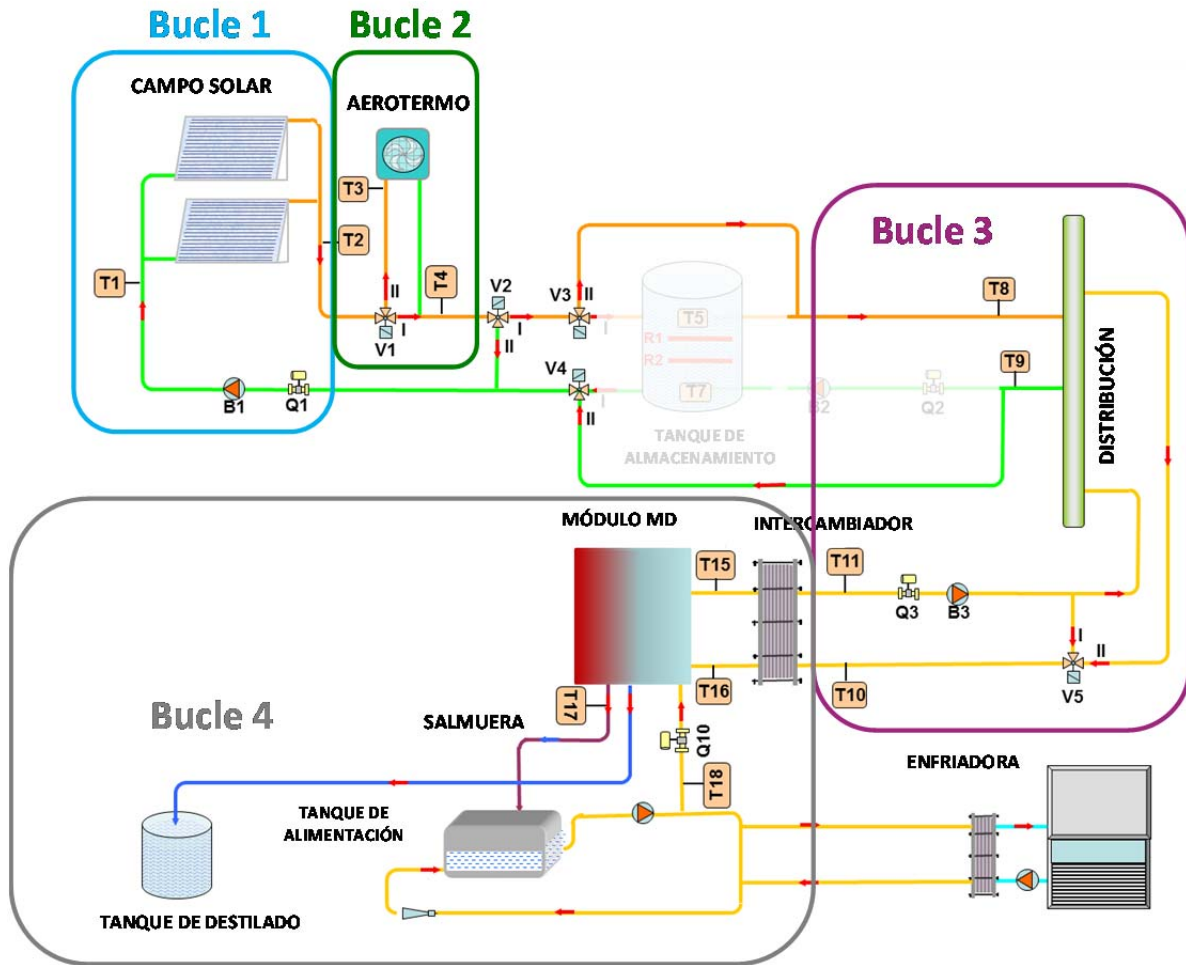 Bucle 1
Bucle 2
CAMPO SOLAR
AEROTERMO
T3
T2
T1
T4
II
I
V1
V2
I
II
V3
II
I
V4
I
II
B1
Q1
T5
R1
R2
T7
B2
Q2
TANQUE DE
ALMACENAMIENTO
Bucle 3
T8
T9
DISTRIBUCIÓN
MÓDULO MD
INTERCAMBIADOR
T15
T11
Q3
B3
I
II
T16
T10
V5
T17
Bucle 4
SALMUERA
Q10
T18
ENFRIADORA
TANQUE DE
ALIMENTACIÓN
TANQUE DE DESTILADO